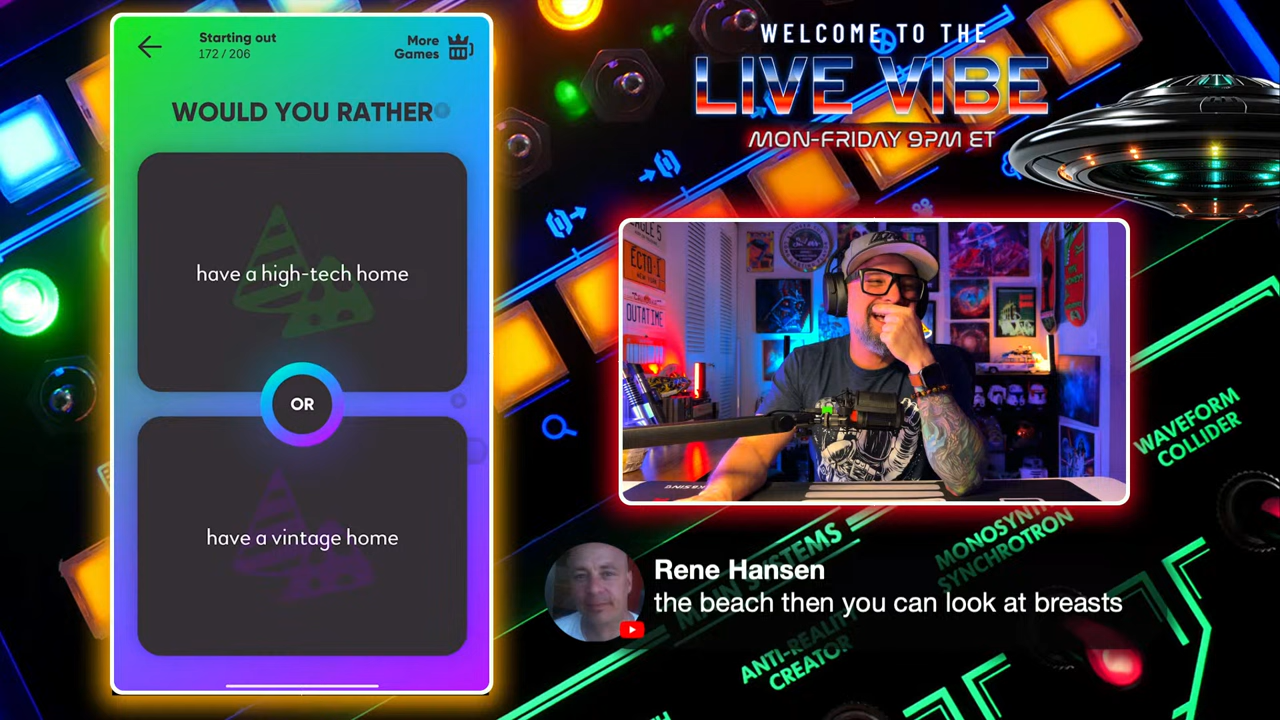 Starting out
172 / 206
More
Games
WOULD YOU RATHER
have a high-tech home
OR
have a vintage home
WELCOME TO THE
LIVE VIBE
MON-FRIDAY 9PM ET
ECTO-1
OUTATIME
WAVEFORM
COLLIDER
MAIN SYSTEMS
MONOSYNTH
SYNCHROTRON
Rene Hansen
the beach then you can look at breasts
ANTI-REALITY
CREATOR